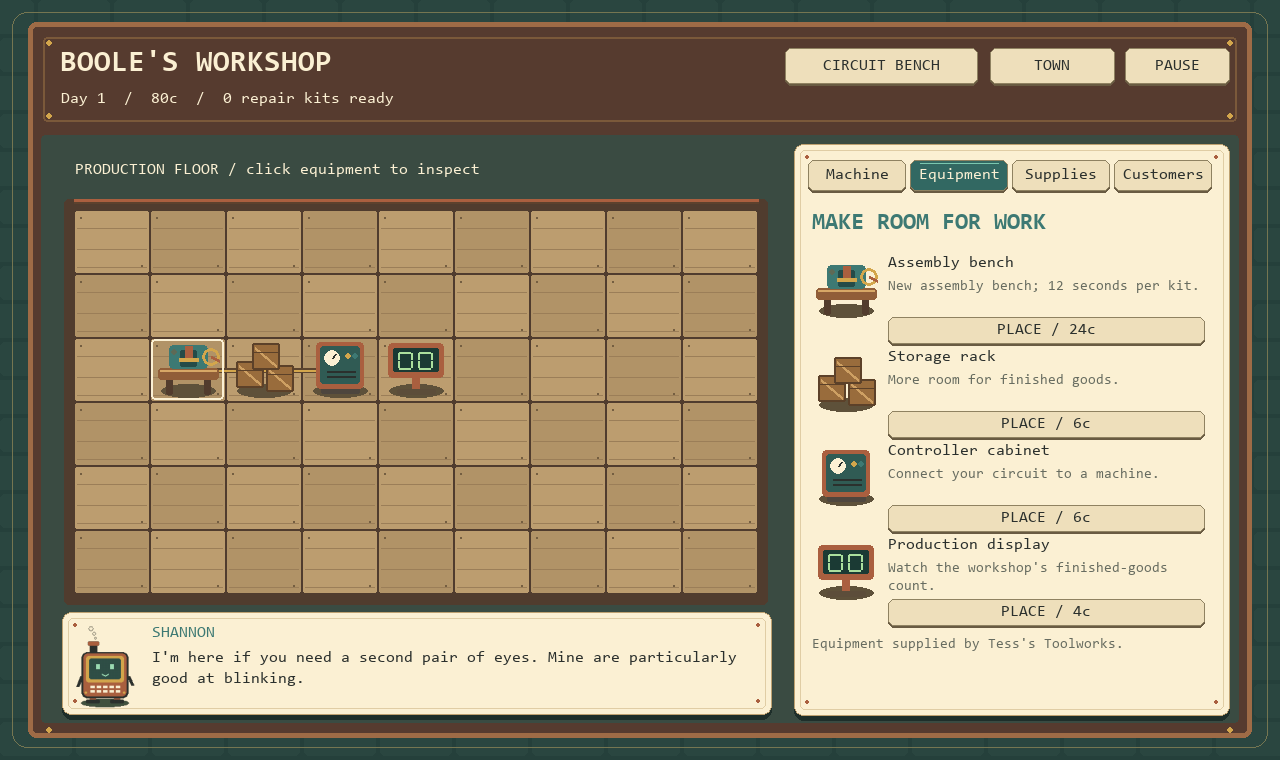 BOOLE'S WORKSHOP
Day 1 / 80c / 0 repair kits ready
CIRCUIT BENCH
TOWN
PAUSE
PRODUCTION FLOOR / click equipment to inspect
00
SHANNON
I'm here if you need a second pair of eyes. Mine are particularly
good at blinking.
Machine
Equipment
Supplies
Customers
MAKE ROOM FOR WORK
Assembly bench
New assembly bench; 12 seconds per kit.
PLACE / 24c
Storage rack
More room for finished goods.
PLACE / 6c
Controller cabinet
Connect your circuit to a machine.
PLACE / 6c
00
Production display
Watch the workshop's finished-goods
count.
PLACE / 4c
Equipment supplied by Tess's Toolworks.